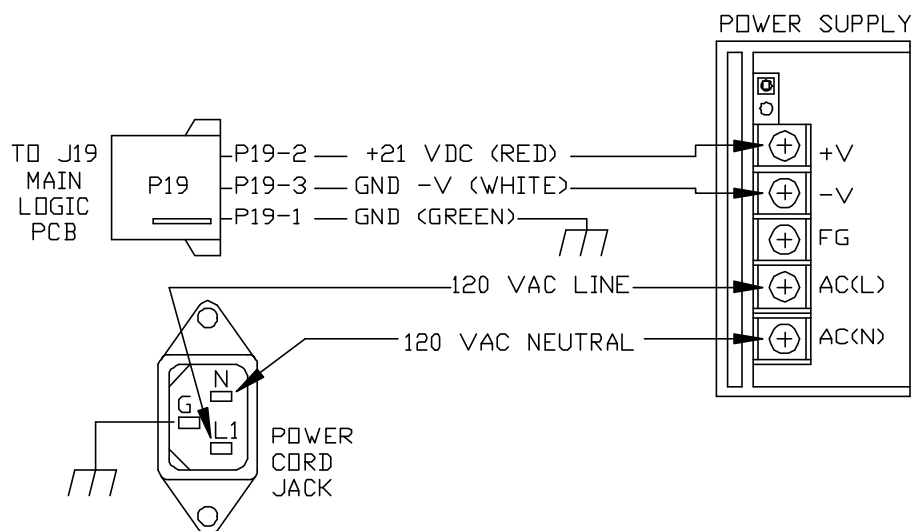 POWER SUPPLY
TO J19
MAIN
LOGIC
PCB
P19
P19-2
+21 VDC (RED)
P19-3
GND -V (WHITE)
P19-1
GND (GREEN)
+V
-V
FG
AC(L)
AC(N)
120 VAC LINE
120 VAC NEUTRAL
N
G
L1
POWER
CORD
JACK